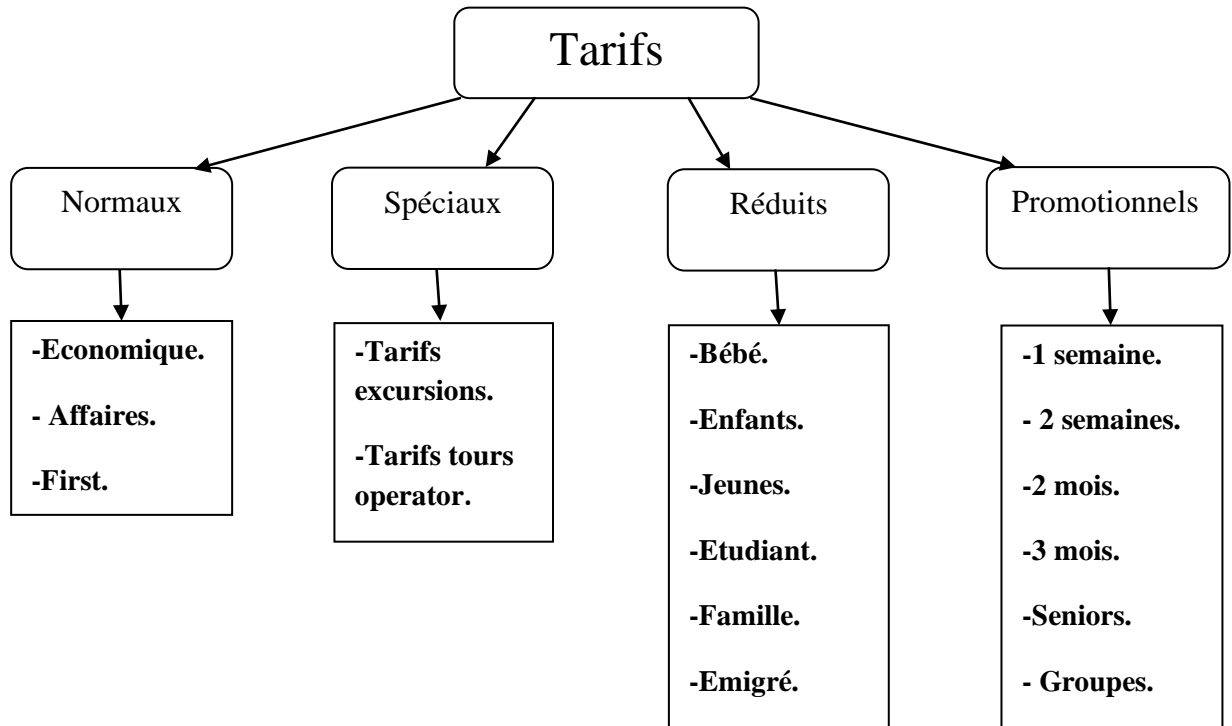 Tarifs
Normaux
Spéciaux
Réduits
Promotionnels
-Economique.
- Affaires.
-First.
-Tarifs
excursions.
-Tarifs tours
operator.
-Bébé.
-Enfants.
-Jeunes.
-Etudiant.
-Famille.
-Emigré.
-1 semaine.
- 2 semaines.
-2 mois.
-3 mois.
-Seniors.
- Groupes.